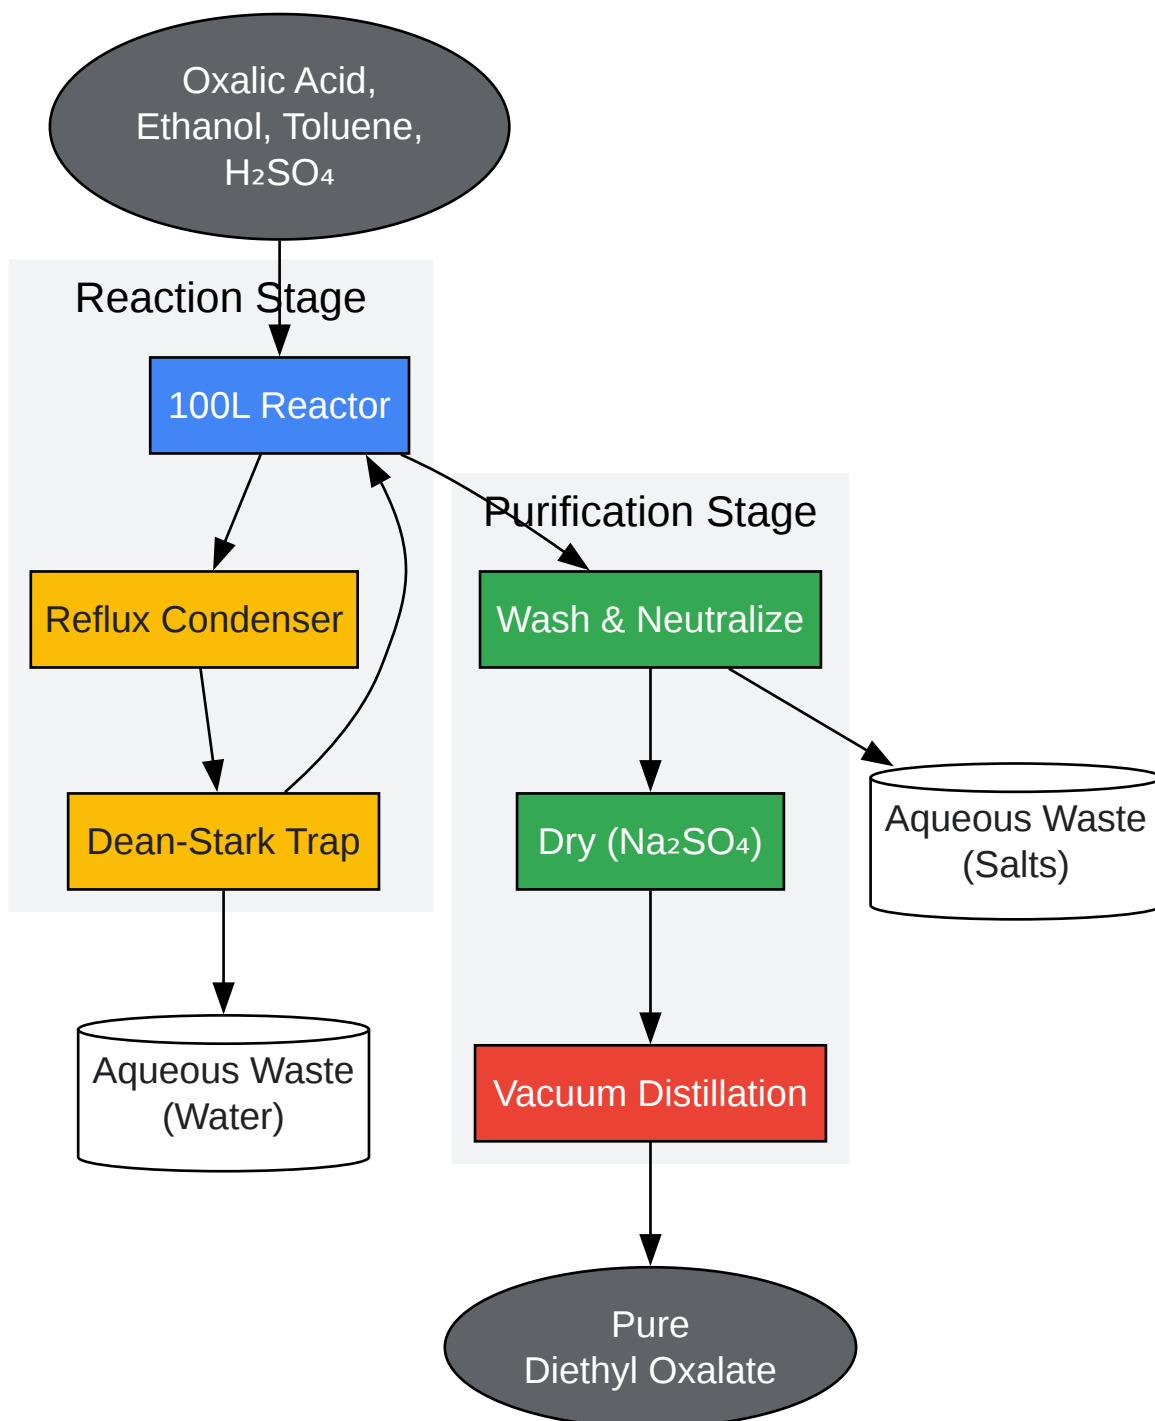 Oxalic Acid,
Ethanol, Toluene,
H₂SO₄
Reaction Stage
100L Reactor
Purification Stage
Reflux Condenser
Wash & Neutralize
Dean-Stark Trap
Dry (Na₂SO₄)
Aqueous Waste
(Salts)
Aqueous Waste
(Water)
Vacuum Distillation
Pure
Diethyl Oxalate